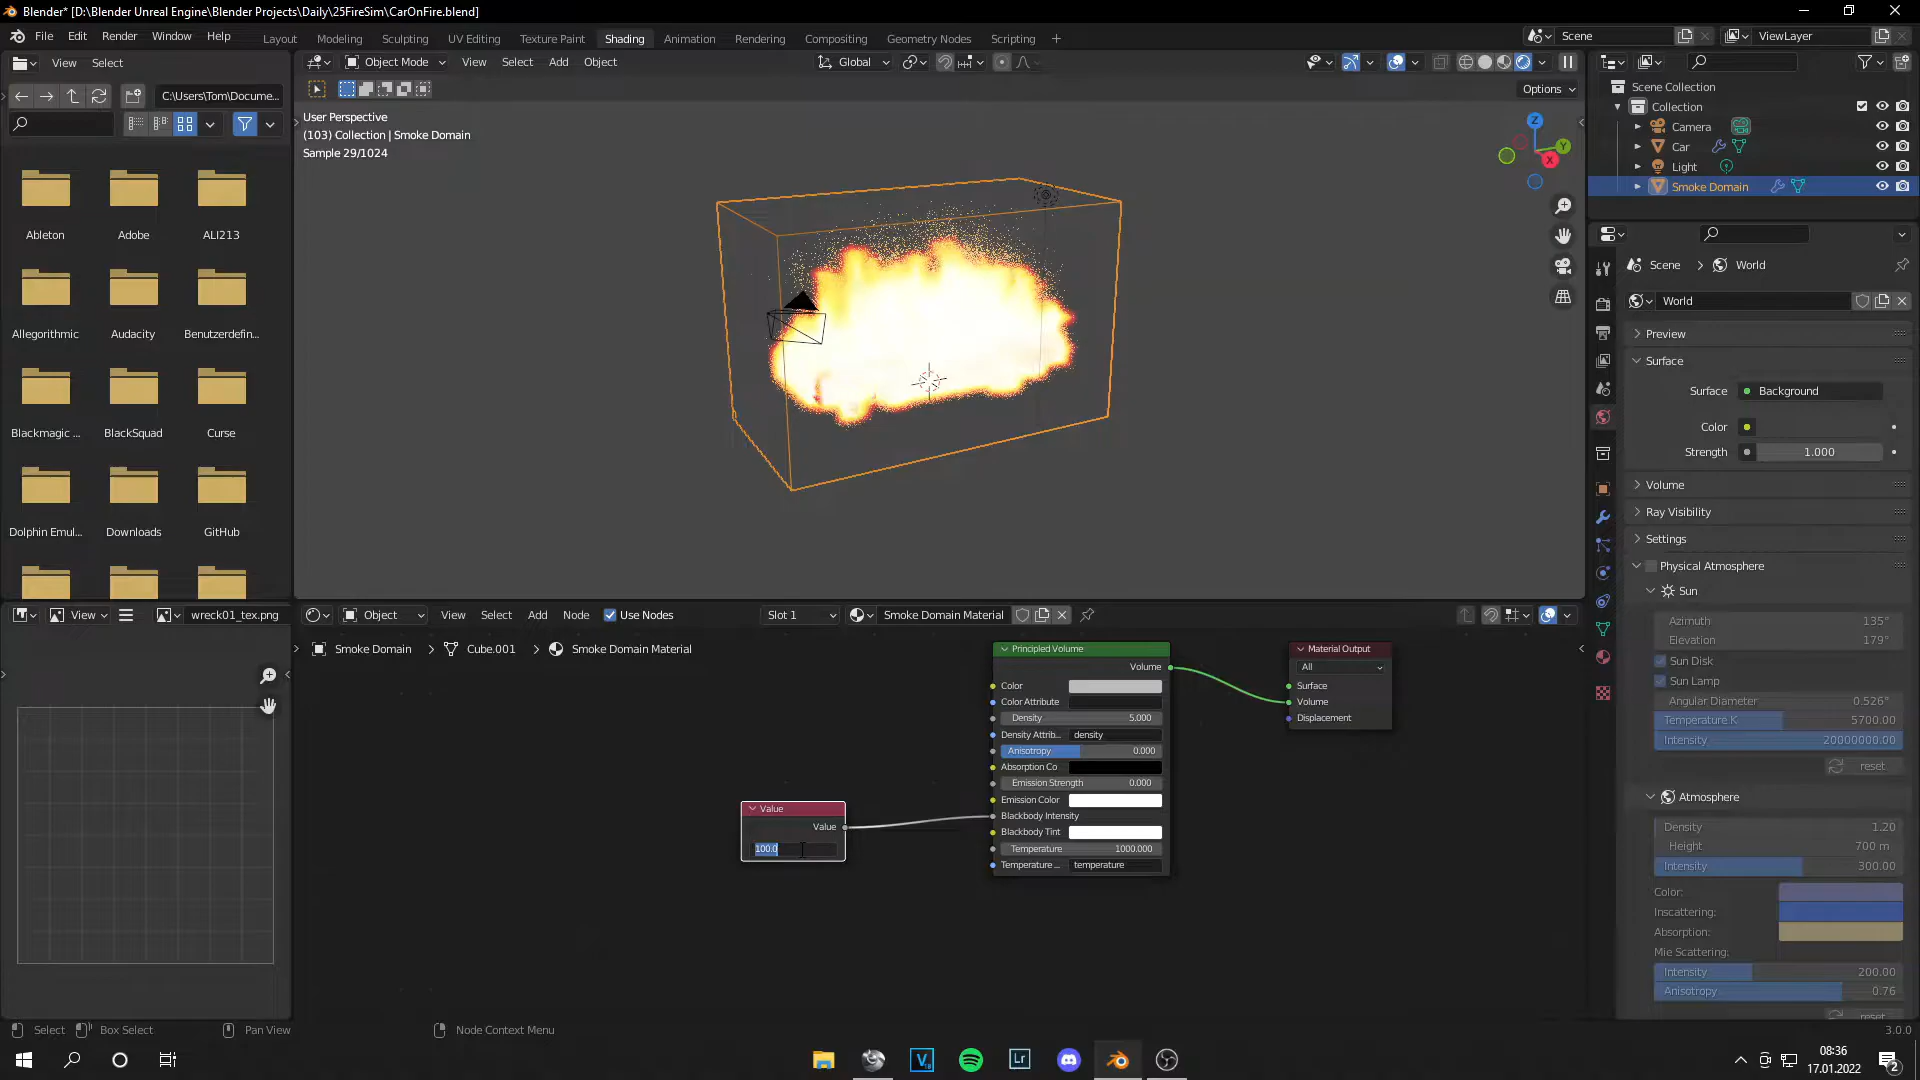 Blender* [D:\Blender Unreal Engine\Blender Projects\Daily\25FireSim\CarOnFire.blend]
File Edit Render Window Help
Layout Modeling Sculpting UV Editing Texture Paint Shading Animation Rendering Compositing Geometry Nodes Scripting
Scene
ViewLayer
View Select
C:\Users\Tom\Docume...
Ableton Adobe ALI213
Allegorithmic Audacity Benutzerdefin...
Blackmagic ... BlackSquad Curse
Dolphin Emul... Downloads GitHub
Object Mode View Select Add Object
Global
Options
User Perspective
(103) Collection | Smoke Domain
Sample 29/1024
Z
Y
X
Scene Collection
Collection
Camera
Car
Light
Smoke Domain
Scene > World
World
Preview
Surface
Surface Background
Color
Strength 1.000
Volume
Ray Visibility
Settings
Physical Atmosphere
Sun
Azimuth 135°
Elevation 179°
Sun Disk
Sun Lamp
Angular Diameter 0.526°
Temperature K 5700.00
Intensity 20000000.00
reset
Atmosphere
Density 1.20
Height 700 m
Intensity 300.00
Color:
Inscattering:
Absorption:
Mie Scattering:
Intensity 200.00
Anisotropy 0.76
reset
View
wreck01_tex.png
Object View Select Add Node Use Nodes
Slot 1
Smoke Domain Material
Smoke Domain > Cube.001 > Smoke Domain Material
Value
Value
100.0
Principled Volume
Volume
Color
Color Attribute
Density 5.000
Density Attrib... density
Anisotropy 0.000
Absorption Co
Emission Strength 0.000
Emission Color
Blackbody Intensity
Blackbody Tint
Temperature 1000.000
Temperature ... temperature
Material Output
All
Surface
Volume
Displacement
Select Box Select Pan View Node Context Menu
3.0.0
Lr
08:36
17.01.2022
2